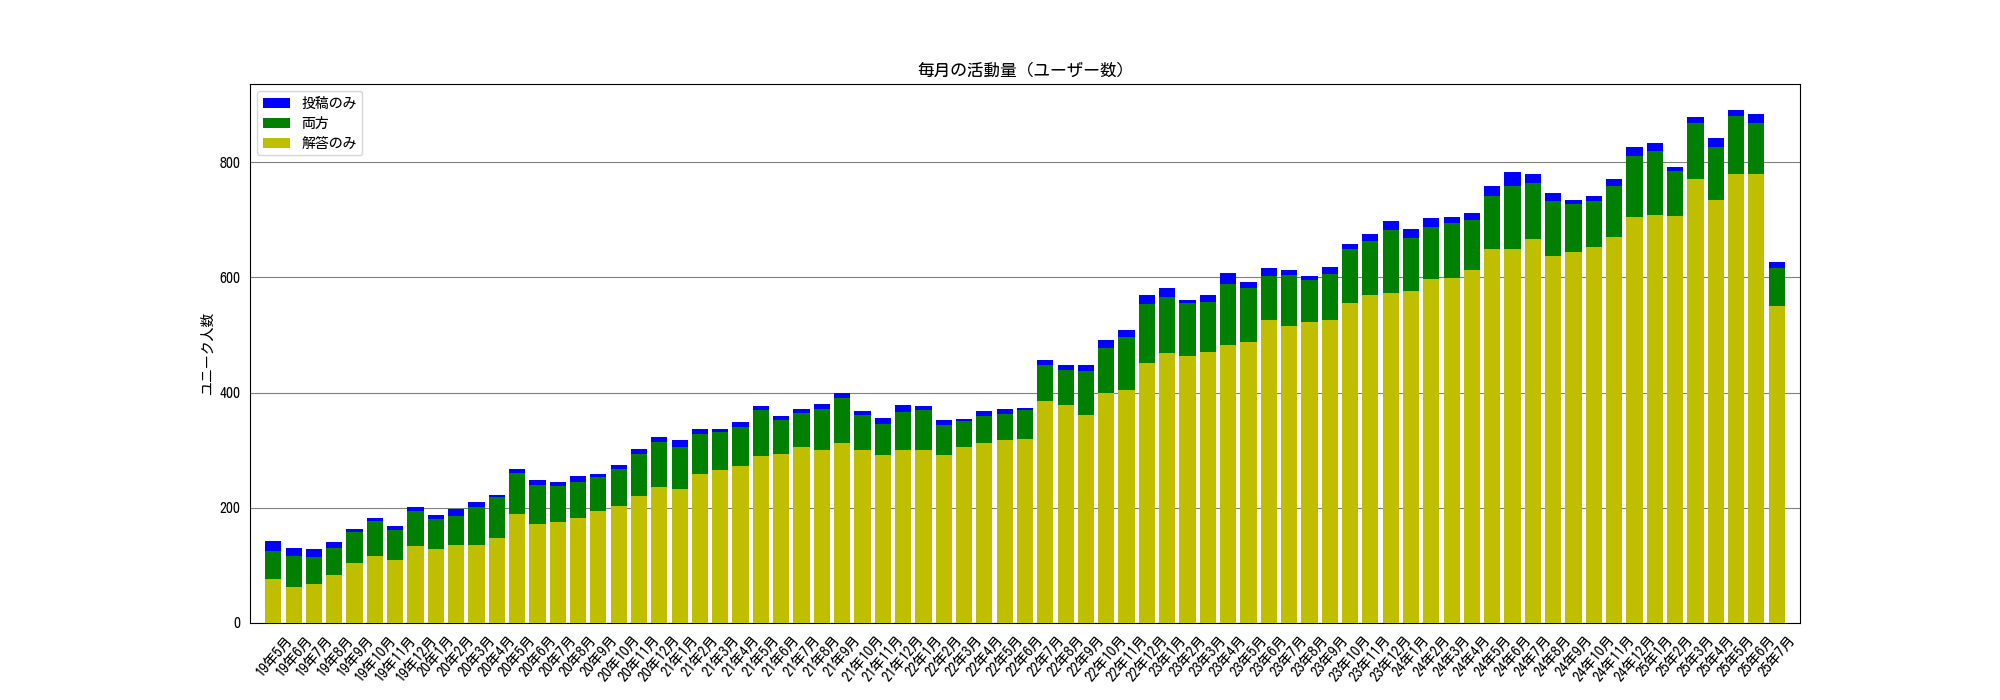 毎月の活動量（ユーザー数）
投稿のみ
両方
解答のみ
ユニーク人数
800
600
400
200
0
19年5月
19年6月
19年7月
19年8月
19年9月
19年10月
19年11月
19年12月
20年1月
20年2月
20年3月
20年4月
20年5月
20年6月
20年7月
20年8月
20年9月
20年10月
20年11月
20年12月
21年1月
21年2月
21年3月
21年4月
21年5月
21年6月
21年7月
21年8月
21年9月
21年10月
21年11月
21年12月
22年1月
22年2月
22年3月
22年4月
22年5月
22年6月
22年7月
22年8月
22年9月
22年10月
22年11月
22年12月
23年1月
23年2月
23年3月
23年4月
23年5月
23年6月
23年7月
23年8月
23年9月
23年10月
23年11月
23年12月
24年1月
24年2月
24年3月
24年4月
24年5月
24年6月
24年7月
24年8月
24年9月
24年10月
24年11月
24年12月
25年1月
25年2月
25年3月
25年4月
25年5月
25年6月
25年7月